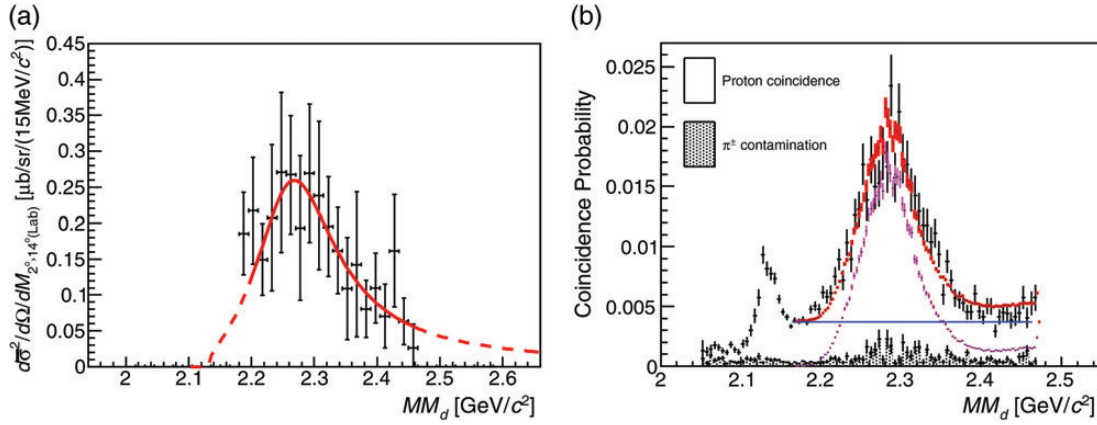 (a)
dσ²/dΩ/dM2°,14°(Lab) [μb/sr/(15MeV/c²)]
0.45
0.4
0.35
0.3
0.25
0.2
0.15
0.1
0.05
0
2 2.1 2.2 2.3 2.4 2.5 2.6
MMd [GeV/c²]
(b)
Coincidence Probability
0.025
0.02
0.015
0.01
0.005
0
Proton coincidence
π± contamination
2 2.1 2.2 2.3 2.4 2.5
MMd [GeV/c²]